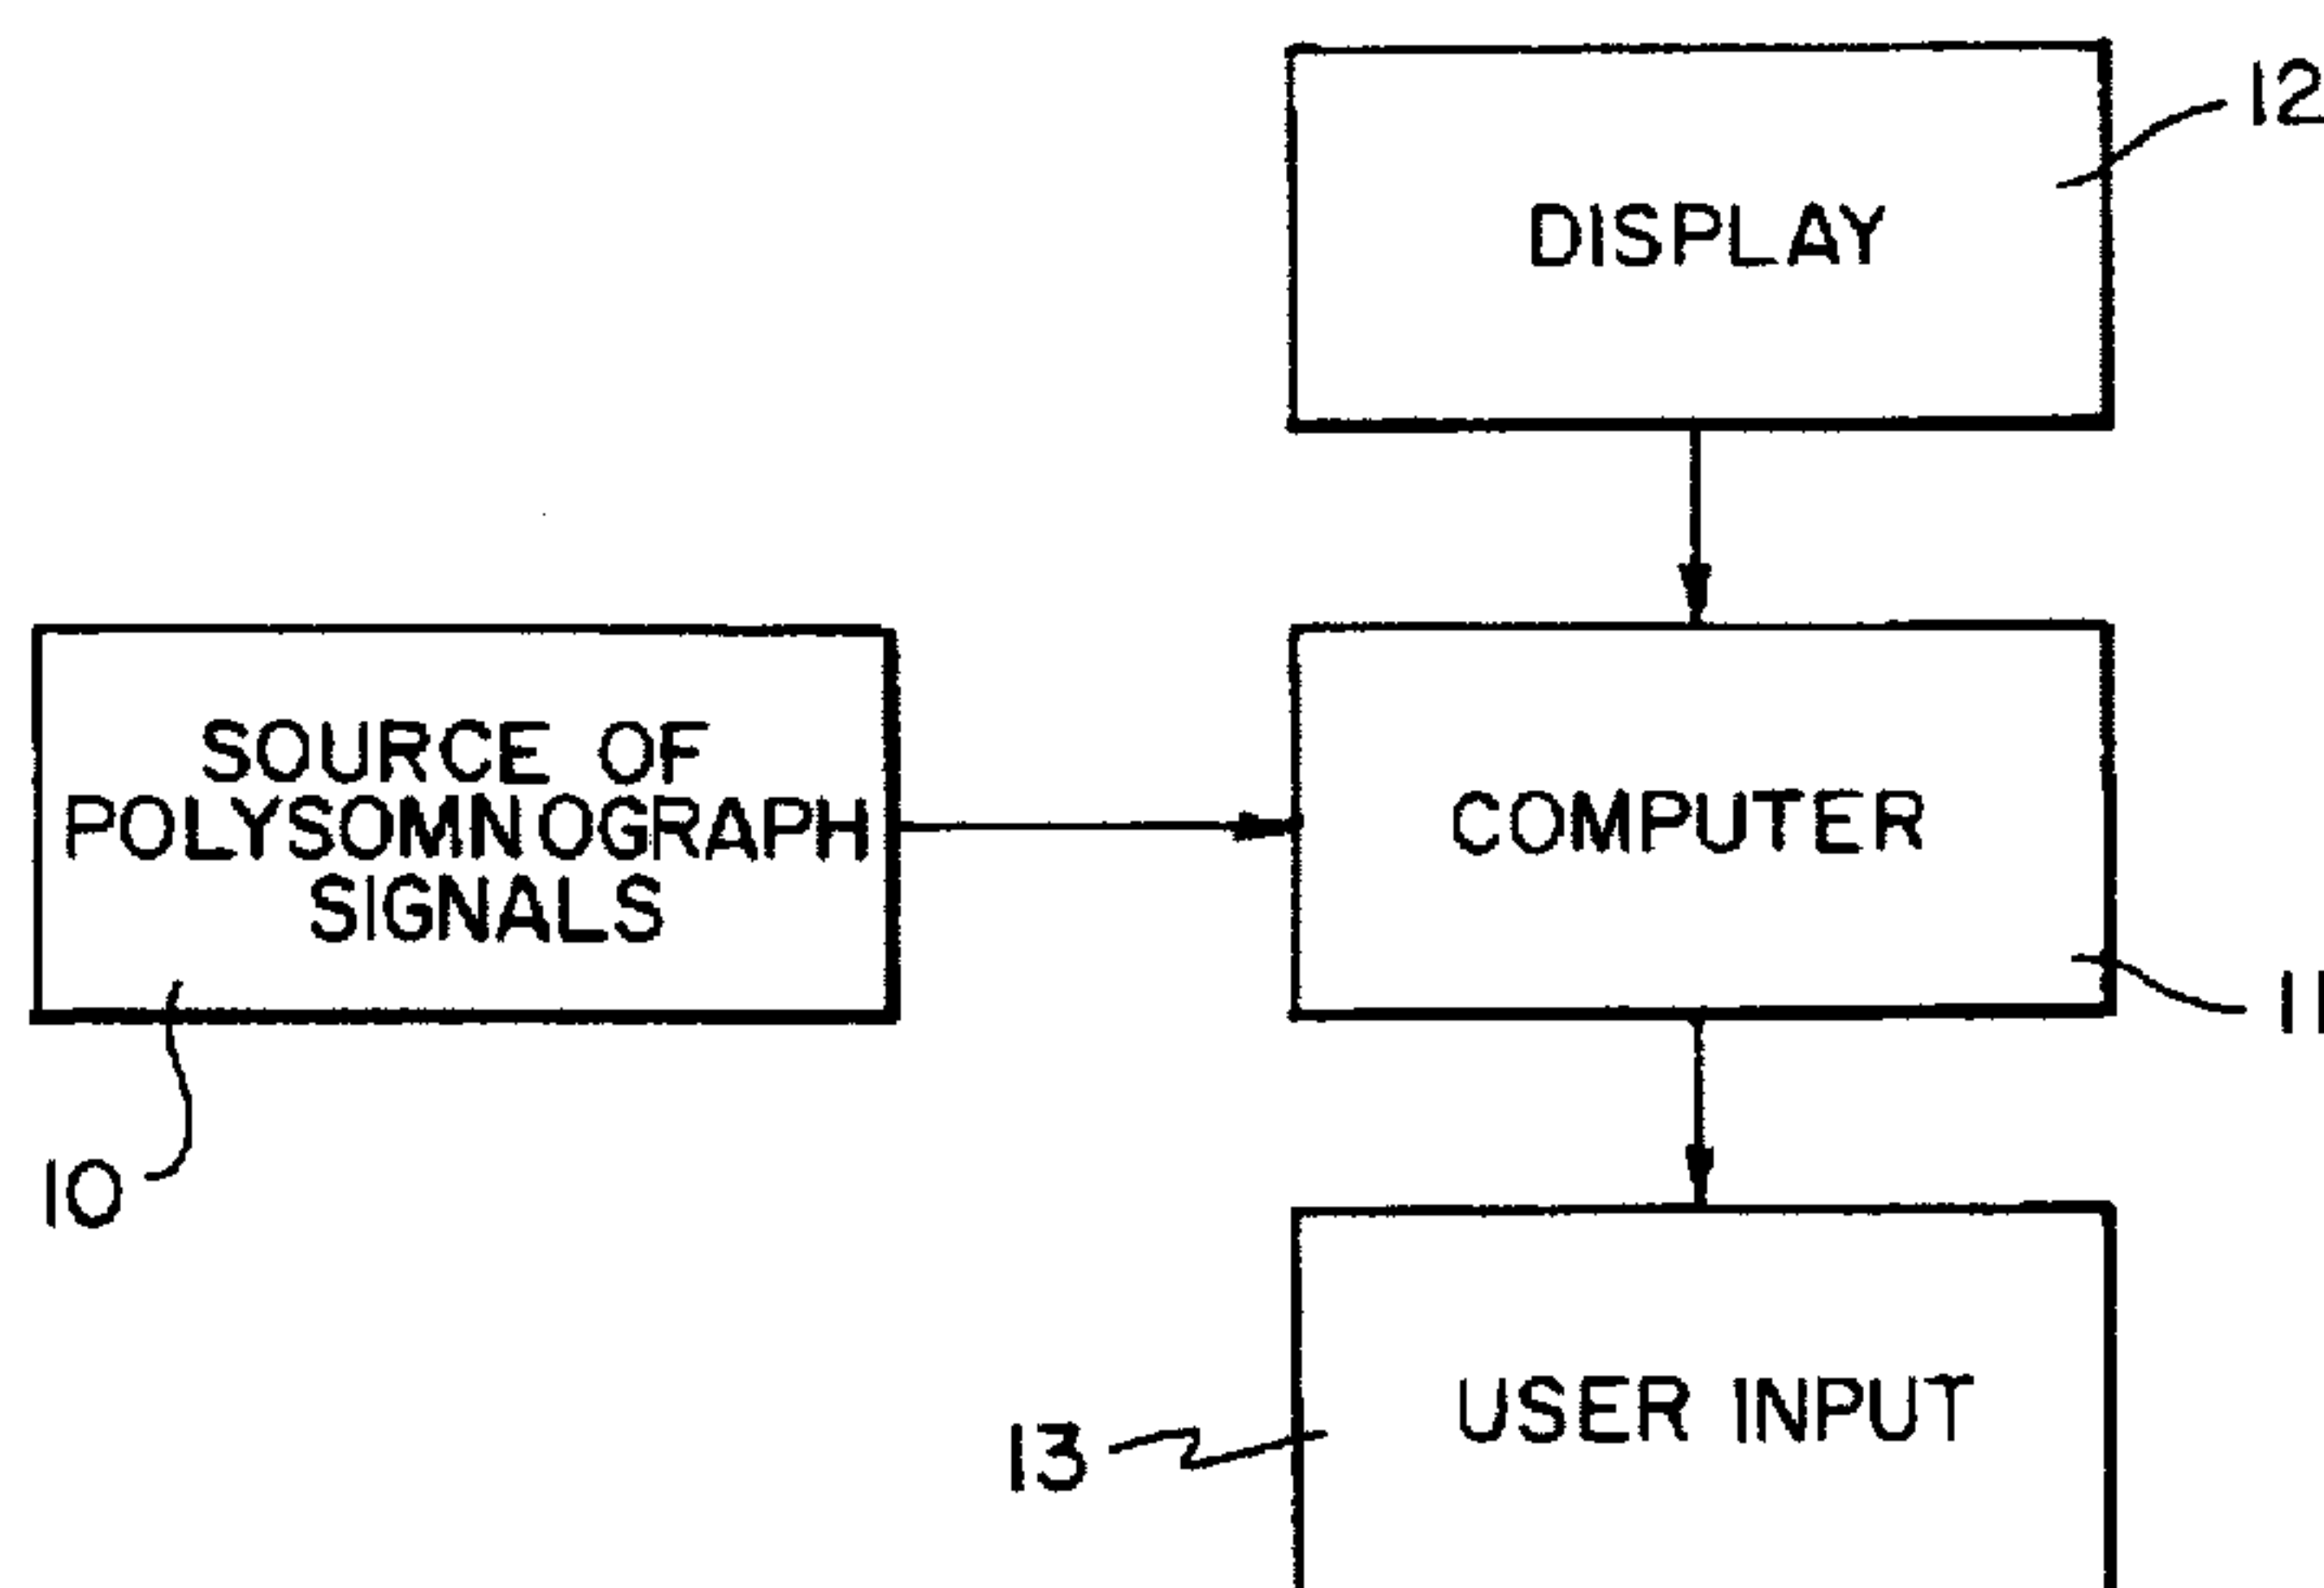 12
DISPLAY
SOURCE OF
POLYSOMNOGRAPH
SIGNALS
COMPUTER
11
10
USER INPUT
13